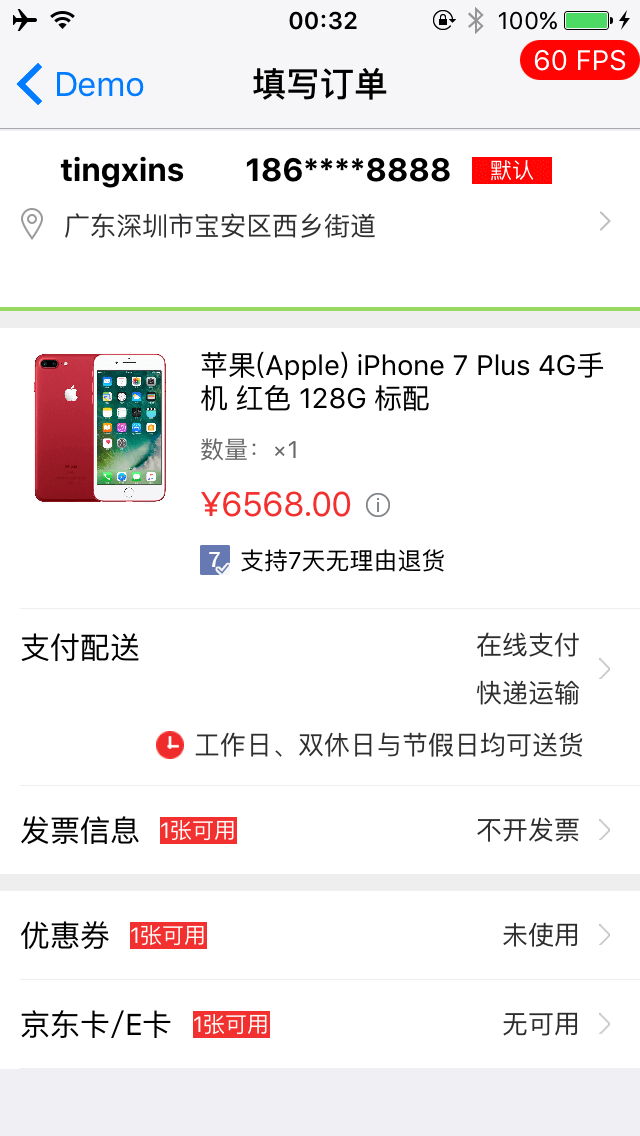 00:32
100%
60 FPS
Demo
填写订单
tingxins 186****8888 默认
广东深圳市宝安区西乡街道
苹果(Apple) iPhone 7 Plus 4G手
机 红色 128G 标配
数量：×1
¥6568.00
7 支持7天无理由退货
支付配送 在线支付
快递运输
工作日、双休日与节假日均可送货
发票信息 1张可用 不开发票
优惠券 1张可用 未使用
京东卡/E卡 1张可用 无可用